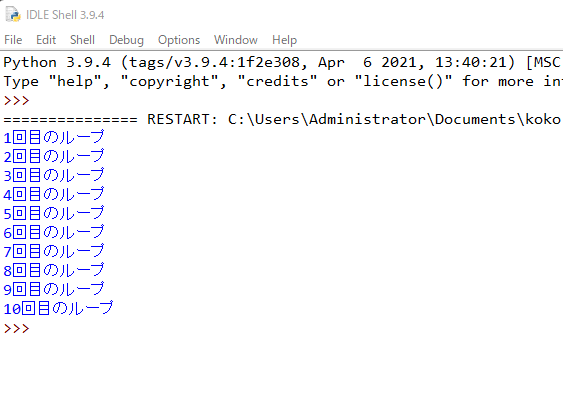 IDLE Shell 3.9.4
File Edit Shell Debug Options Window Help
Python 3.9.4 (tags/v3.9.4:1f2e308, Apr  6 2021, 13:40:21) [MSC
Type "help", "copyright", "credits" or "license()" for more in
>>>
=============== RESTART: C:\Users\Administrator\Documents\koko
1回目のループ
2回目のループ
3回目のループ
4回目のループ
5回目のループ
6回目のループ
7回目のループ
8回目のループ
9回目のループ
10回目のループ
>>>